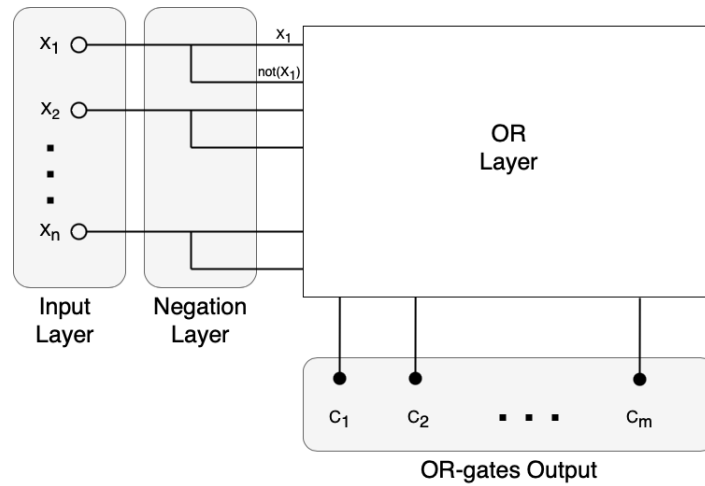 X1
X1
not(X1)
X2
OR
Layer
Xn
Input
Layer
Negation
Layer
C1
C2
Cm
OR-gates Output